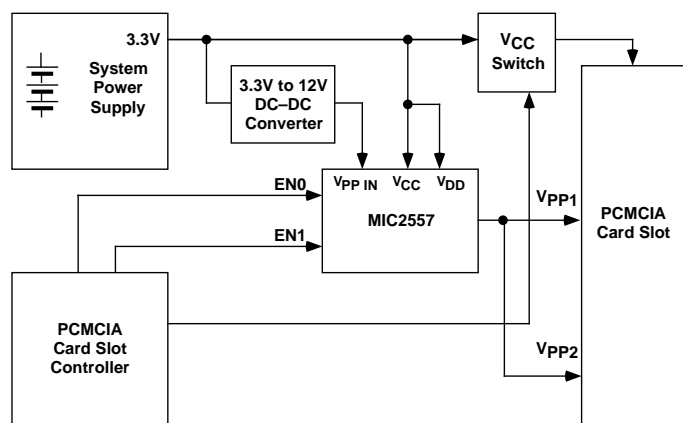 3.3V
System
Power
Supply
3.3V to 12V
DC–DC
Converter
VCC
Switch
EN0
EN1
VPP IN
VCC
VDD
MIC2557
VPP1
VPP2
PCMCIA
Card Slot
PCMCIA
Card Slot
Controller